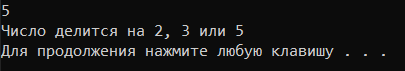 5
Число делится на 2, 3 или 5
Для продолжения нажмите любую клавишу . . .